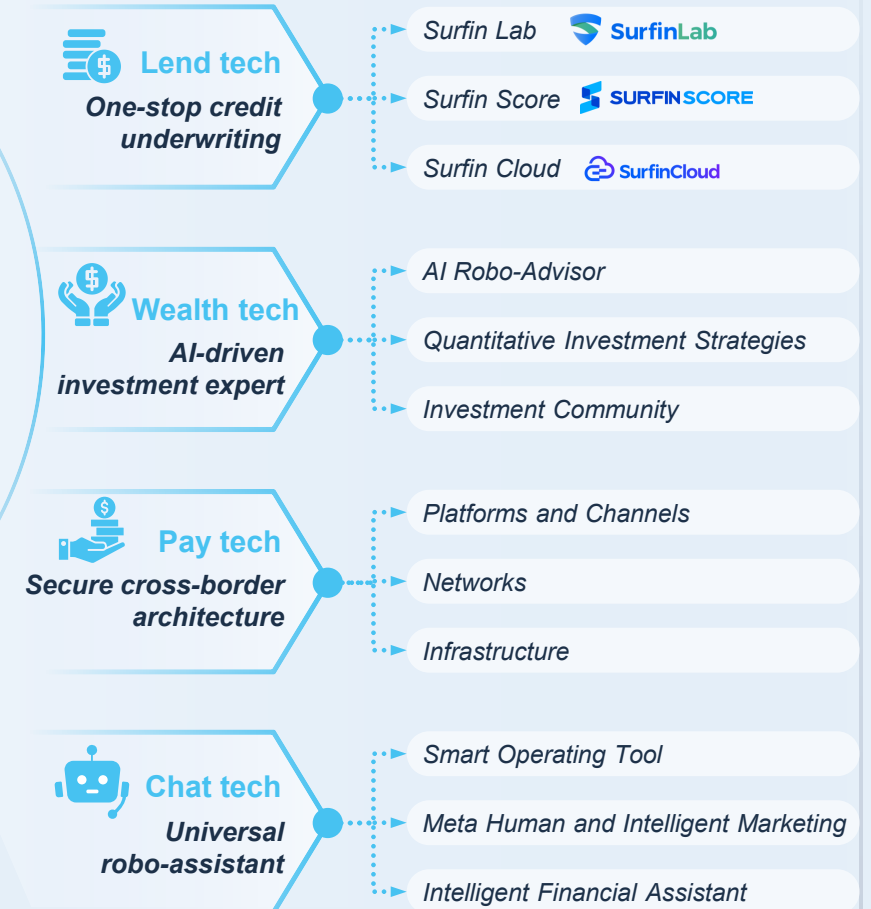 Lend tech
One-stop credit
underwriting
Surfin Lab SurfinLab
Surfin Score SURFINSCORE
Surfin Cloud SurfinCloud
Wealth tech
AI-driven
investment expert
AI Robo-Advisor
Quantitative Investment Strategies
Investment Community
Pay tech
Secure cross-border
architecture
Platforms and Channels
Networks
Infrastructure
Chat tech
Universal
robo-assistant
Smart Operating Tool
Meta Human and Intelligent Marketing
Intelligent Financial Assistant